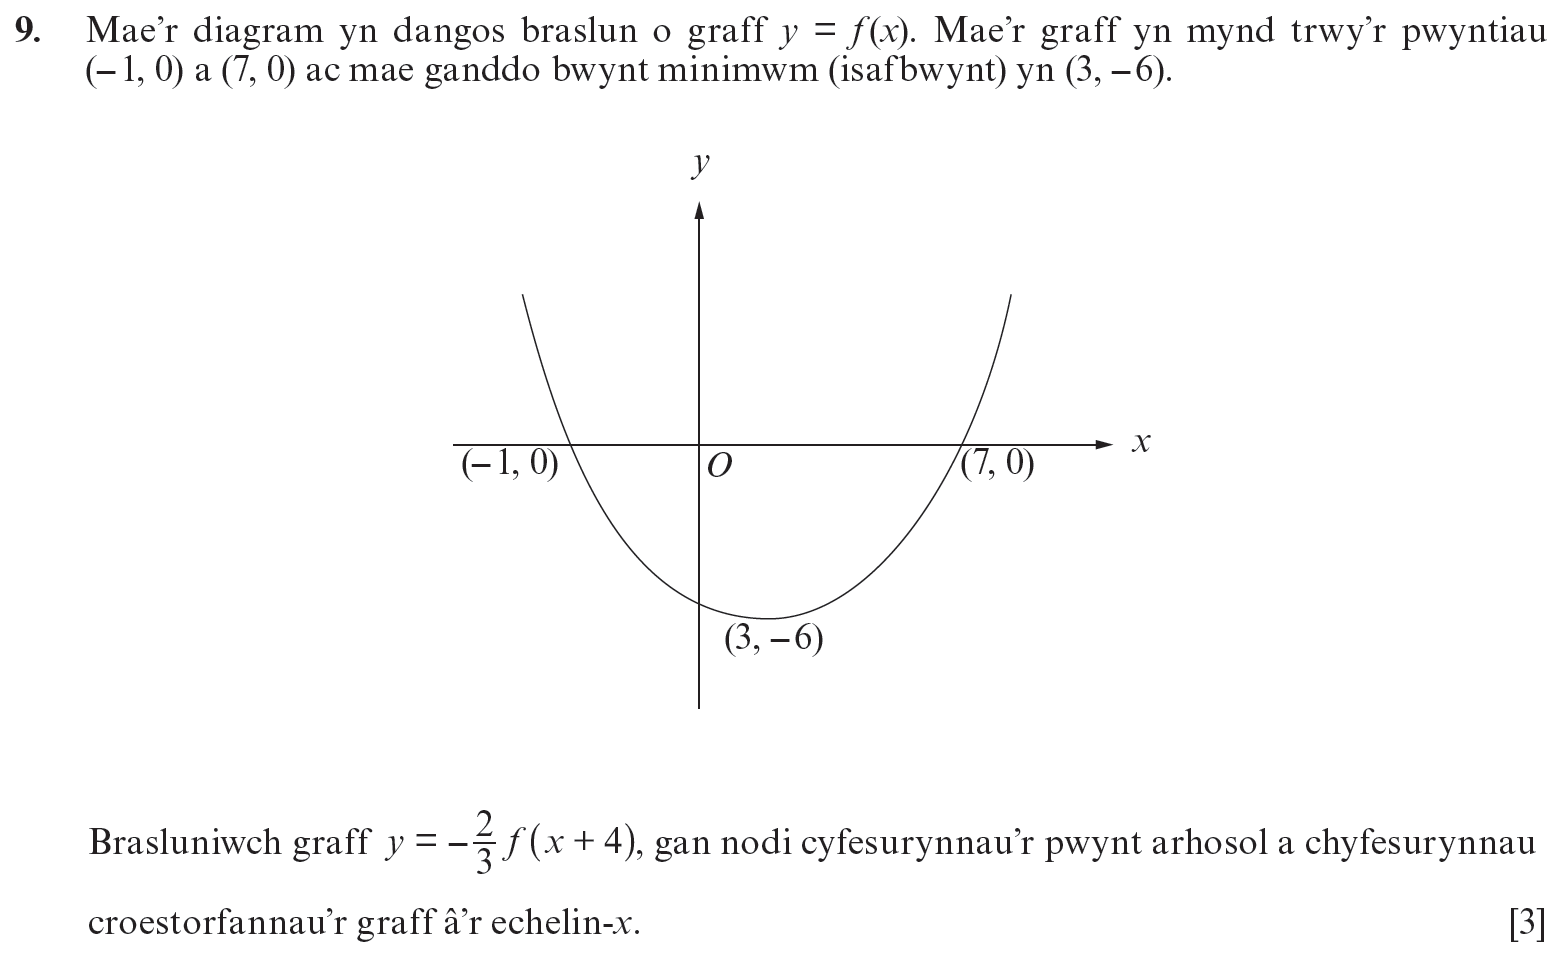 9. Mae’r diagram yn dangos braslun o graff y = f(x). Mae’r graff yn mynd trwy’r pwyntiau
(−1, 0) a (7, 0) ac mae ganddo bwynt minimwm (isafbwynt) yn (3, −6).
y
x
(−1, 0)
O
(7, 0)
(3, −6)
Brasluniwch graff y = −2/3 f(x + 4), gan nodi cyfesurynnau’r pwynt arhosol a chyfesurynnau
croestorfannau’r graff â’r echelin-x. [3]